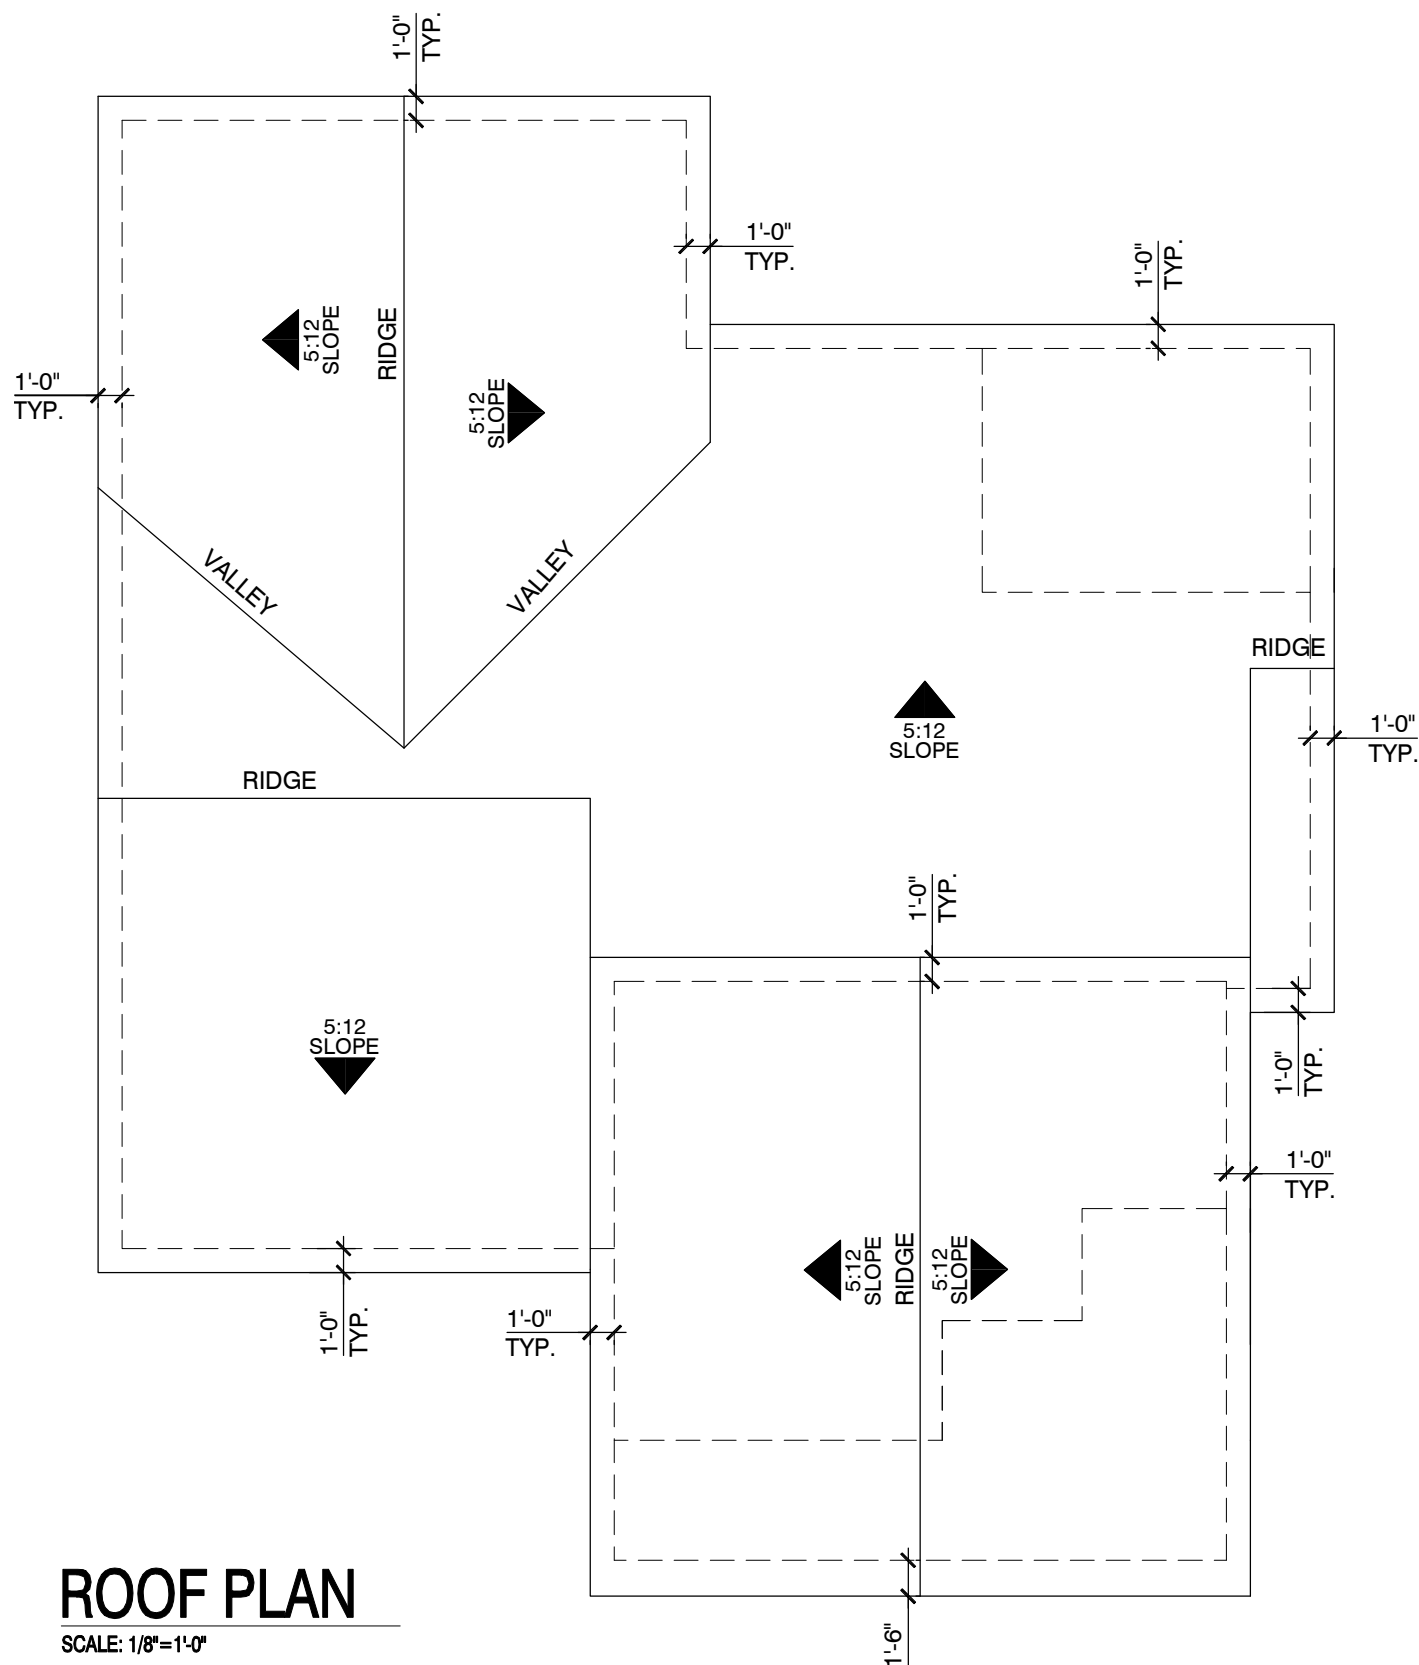 1'-0"
TYP.
1'-0"
TYP.
1'-0"
TYP.
5:12
SLOPE
RIDGE
5:12
SLOPE
1'-0"
TYP.
VALLEY
VALLEY
RIDGE
5:12
SLOPE
1'-0"
TYP.
RIDGE
1'-0"
TYP.
5:12
SLOPE
1'-0"
TYP.
1'-0"
TYP.
5:12
SLOPE
RIDGE
5:12
SLOPE
1'-0"
TYP.
1'-0"
TYP.
ROOF PLAN
SCALE: 1/8"=1'-0"
1'-6"